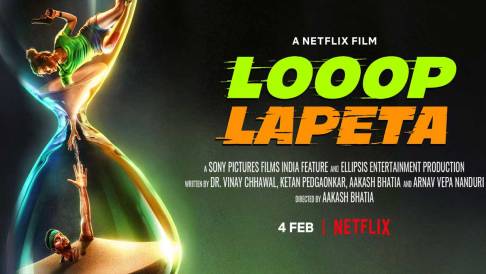 A NETFLIX FILM
LOOOP
LAPETA
A SONY PICTURES FILMS INDIA FEATURE AND ELLIPSIS ENTERTAINMENT PRODUCTION
WRITTEN BY DR. VINAY CHHAWAL, KETAN PEDGAONKAR, AAKASH BHATIA AND ARNAV VEPA NANDURI
DIRECTED BY AAKASH BHATIA
4 FEB | NETFLIX